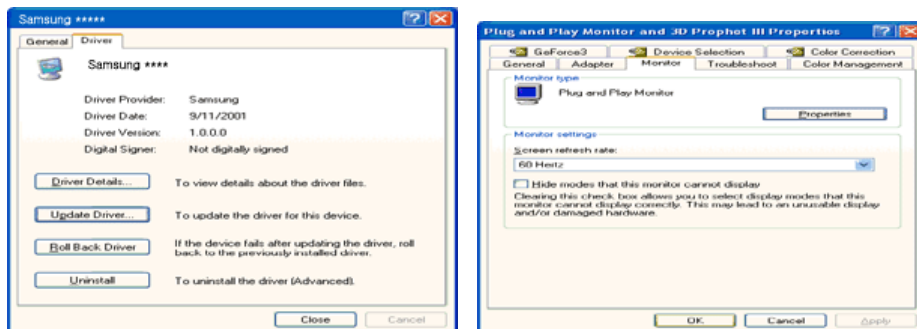 Samsung *****
General Driver
Samsung ****
Driver Provider: Samsung
Driver Date: 9/11/2001
Driver Version: 1.0.0.0
Digital Signer: Not digitally signed
Driver Details... To view details about the driver files.
Update Driver... To update the driver for this device.
Roll Back Driver If the device fails after updating the driver, roll
back to the previously installed driver.
Uninstall To uninstall the driver (Advanced).
Close Cancel
Plug and Play Monitor and 3D Prophet III Properties
GeForce3 Device Selection Color Correction
General Adapter Monitor Troubleshoot Color Management
Monitor type
Plug and Play Monitor
Properties
Monitor settings
Screen refresh rate:
60 Hertz
Hide modes that this monitor cannot display
Clearing this check box allows you to select display modes that this
monitor cannot display correctly. This may lead to an unusable display
and/or damaged hardware.
OK Cancel Apply